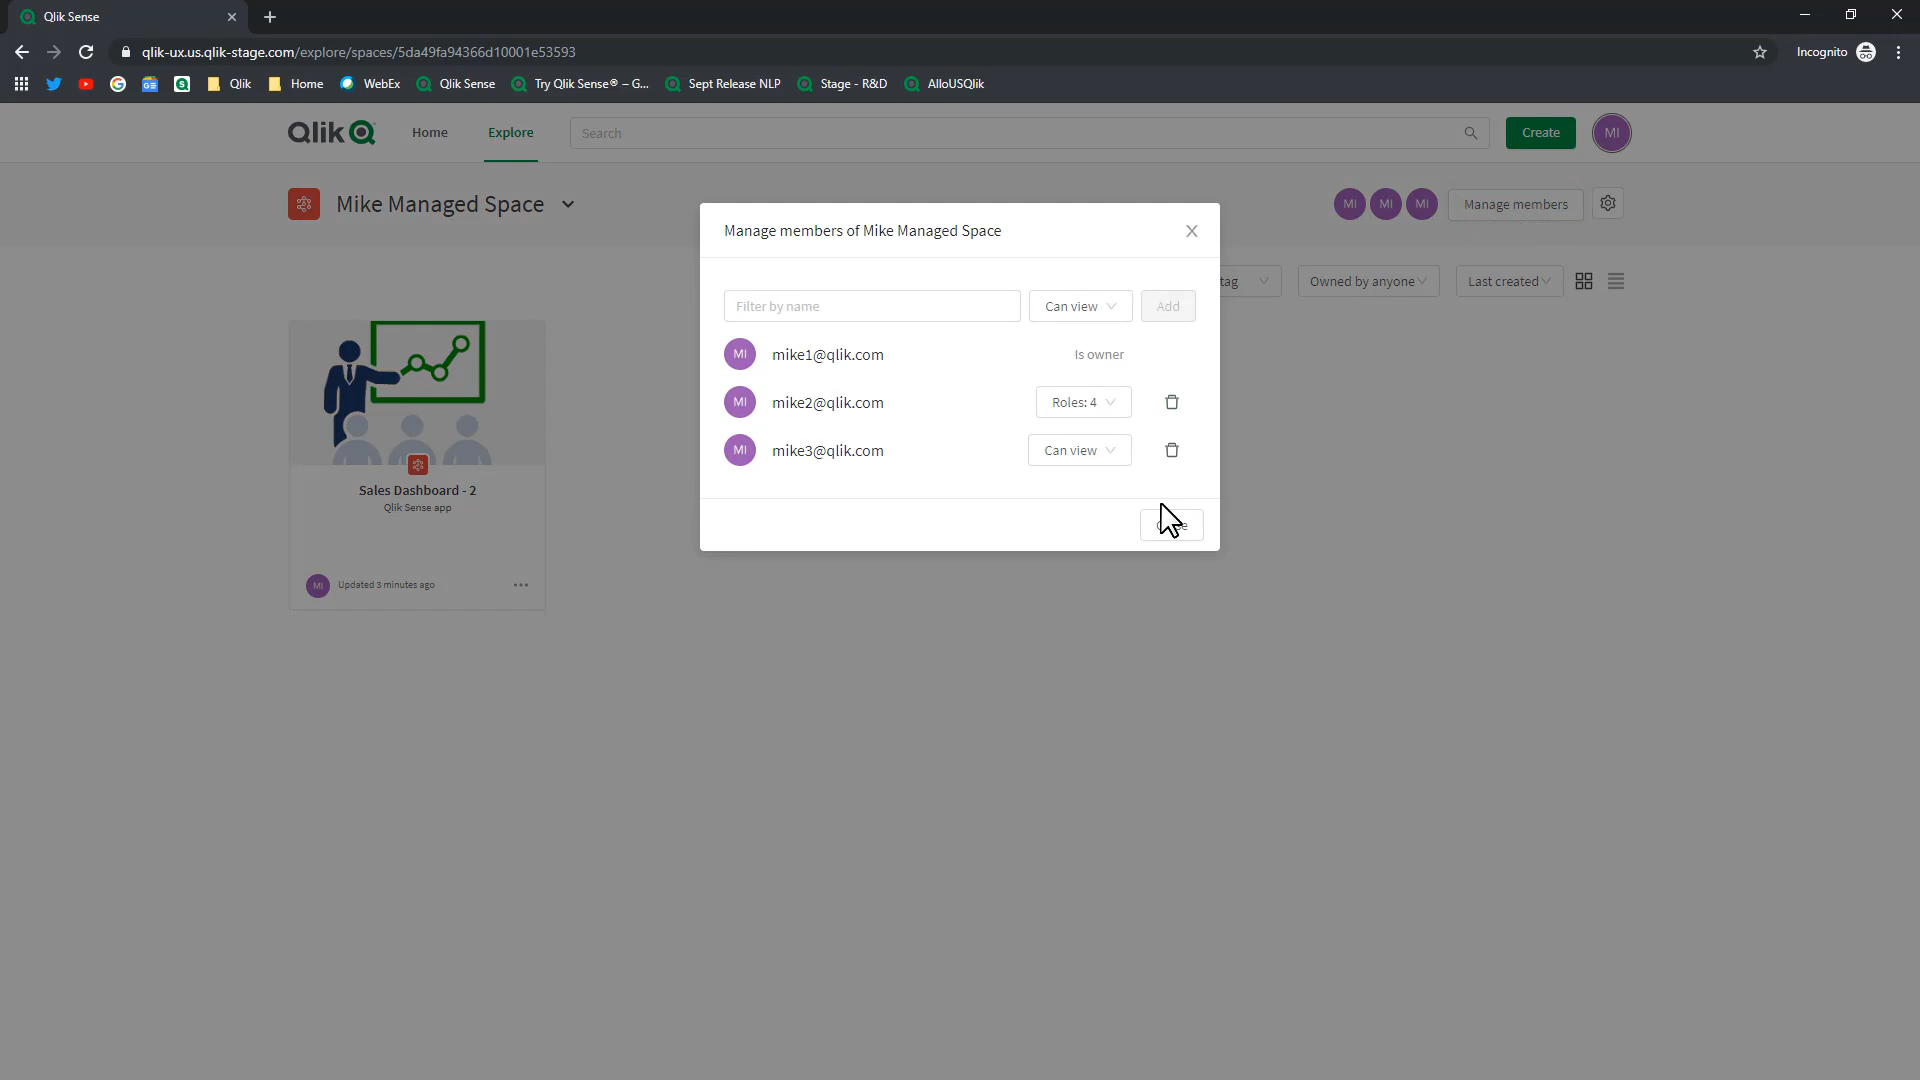 Qlik Sense
qlik-ux.us.qlik-stage.com/explore/spaces/5da49fa94366d10001e53593
Incognito
Qlik
Home
WebEx
Qlik Sense
Try Qlik Sense® – G...
Sept Release NLP
Stage - R&D
AlloUSQlik
Qlik
Home
Explore
Search
Create
MI
Mike Managed Space
MI
MI
MI
Manage members
Manage members of Mike Managed Space
tag
Owned by anyone
Last created
Filter by name
Can view
Add
MI
mike1@qlik.com
Is owner
MI
mike2@qlik.com
Roles: 4
MI
mike3@qlik.com
Can view
Sales Dashboard - 2
Qlik Sense app
MI
Updated 3 minutes ago